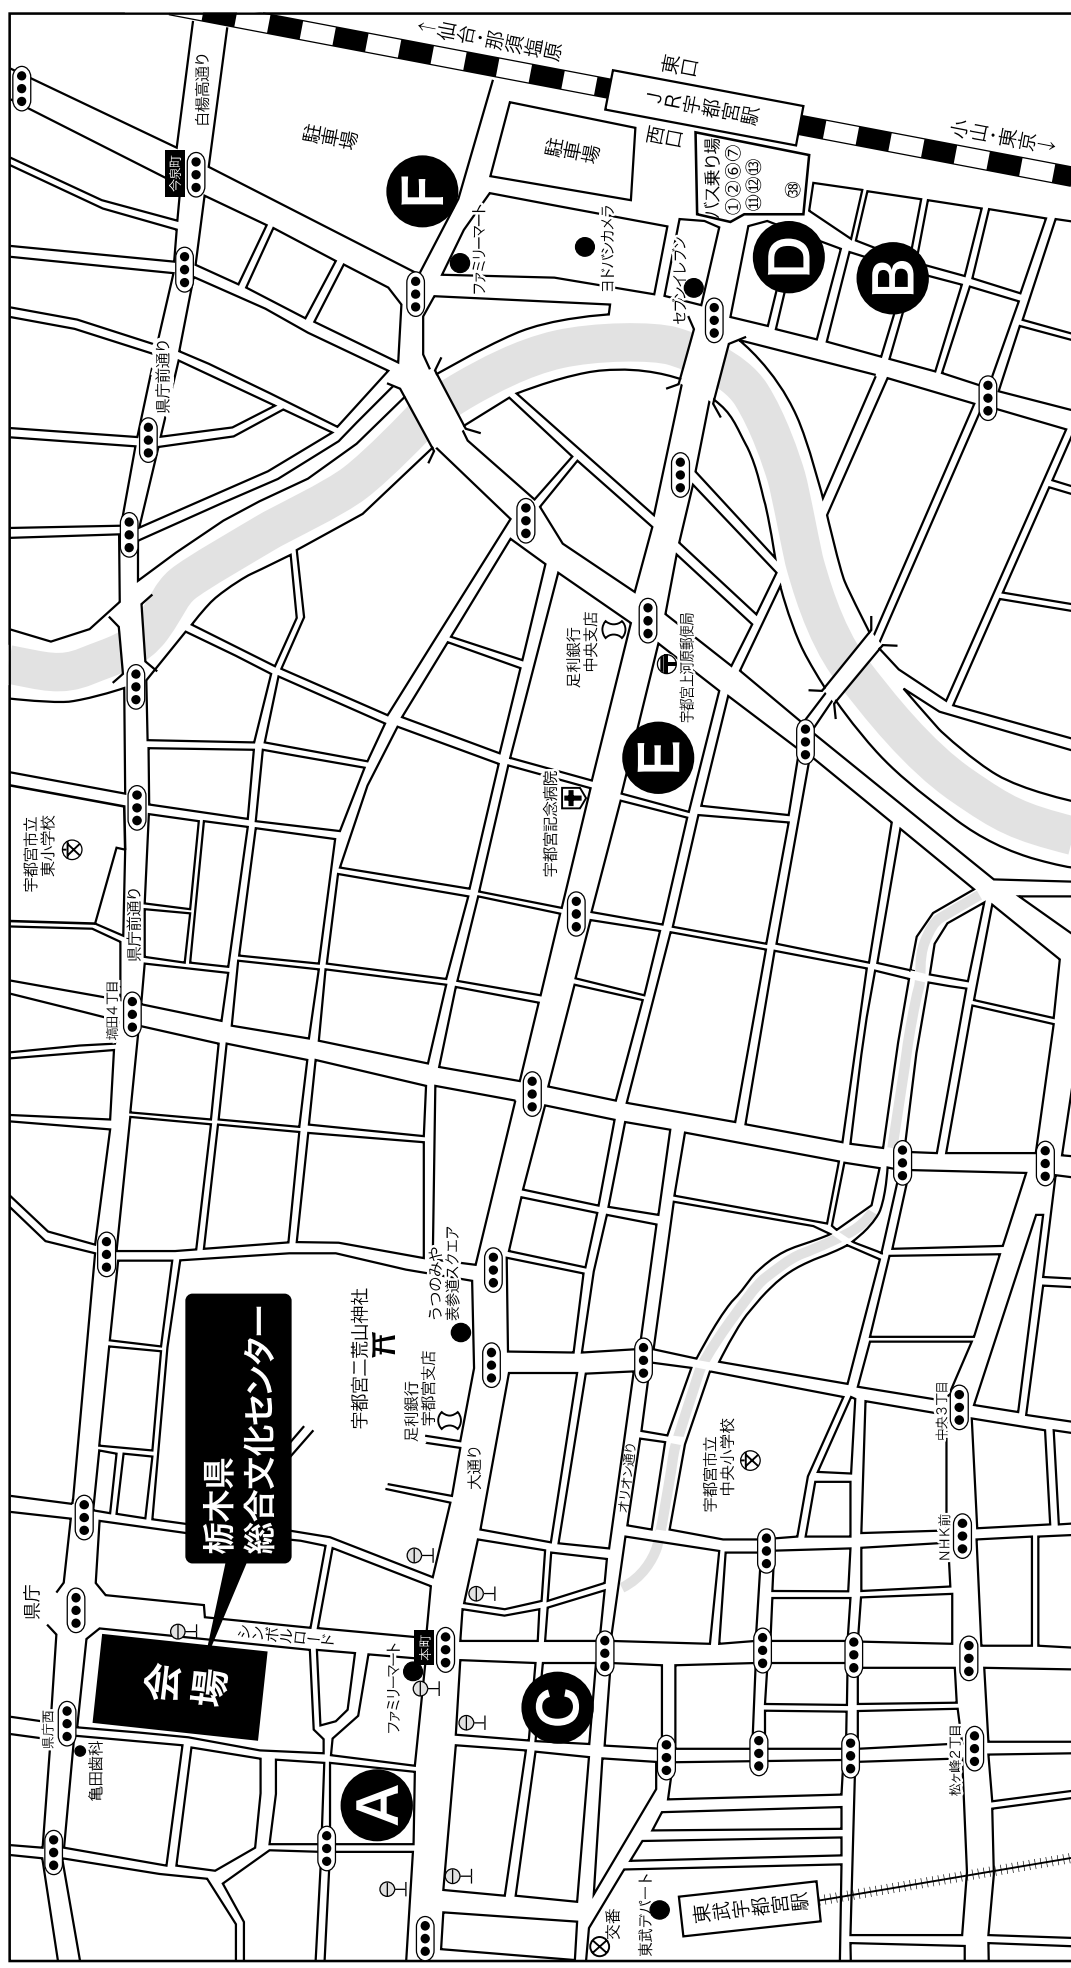 ←仙台・那須塩原
東口
JR宇都宮駅
西口
小山・東京→
バス乗り場
①②⑥⑦
⑪⑫⑬
㊳
白楊高通り
今泉町
駐車場
駐車場
F
ファミリーマート
ヨドバシカメラ
セブンイレブン
D
B
県庁前通り
足利銀行
中央支店
宇都宮上河原郵便局
E
宇都宮記念病院
宇都宮市立
東小学校
県庁前通り
塙田4丁目
うつのみや
表参道スクエア
宇都宮二荒山神社
足利銀行
宇都宮支店
大通り
オリオン通り
宇都宮市立
中央小学校
中央3丁目
NHK前
栃木県
総合文化センター
県庁
シンボルロード
会場
県庁西
亀田歯科
ファミリーマート
本町
C
A
松ヶ峰2丁目
交番
東武デパート
東武宇都宮駅